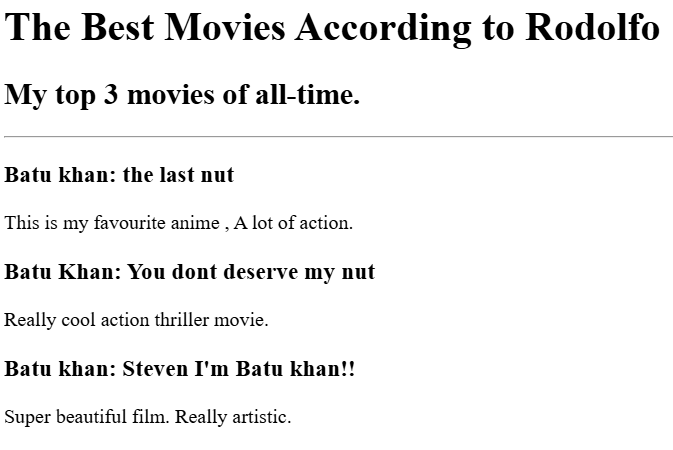 The Best Movies According to Rodolfo
My top 3 movies of all-time.
Batu khan: the last nut
This is my favourite anime , A lot of action.
Batu Khan: You dont deserve my nut
Really cool action thriller movie.
Batu khan: Steven I'm Batu khan!!
Super beautiful film. Really artistic.